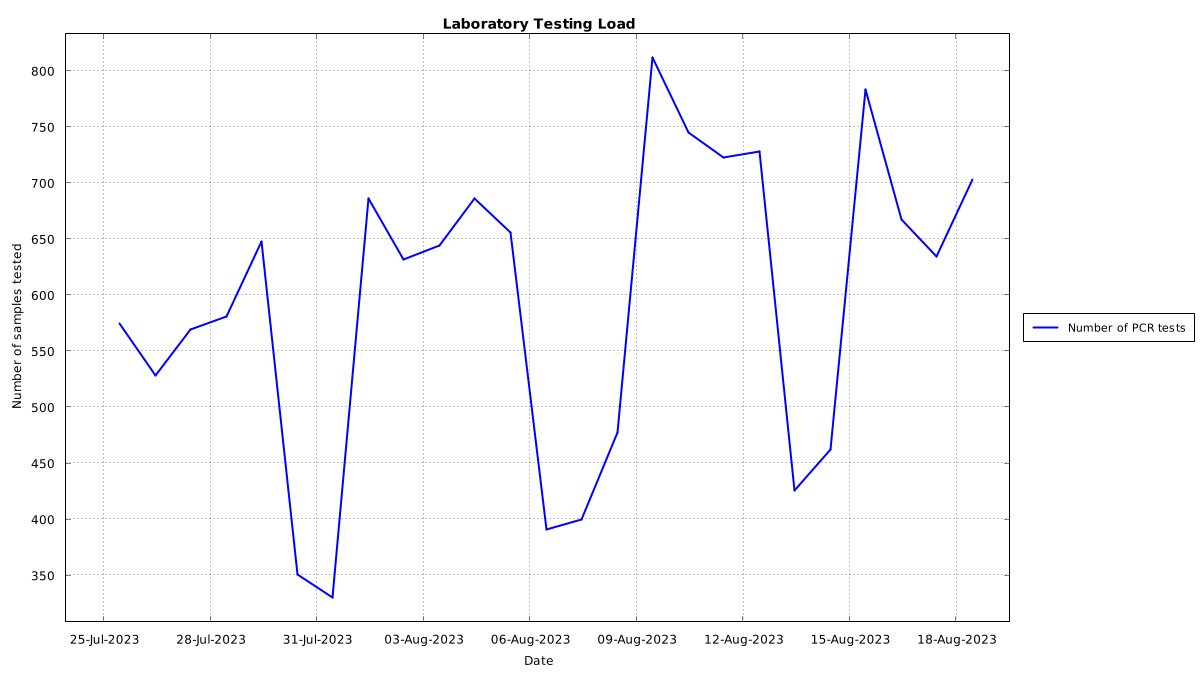 Laboratory Testing Load
800
750
700
650
600
550
500
450
400
350
Number of samples tested
25-Jul-2023 28-Jul-2023 31-Jul-2023 03-Aug-2023 06-Aug-2023 09-Aug-2023 12-Aug-2023 15-Aug-2023 18-Aug-2023
Date
Number of PCR tests